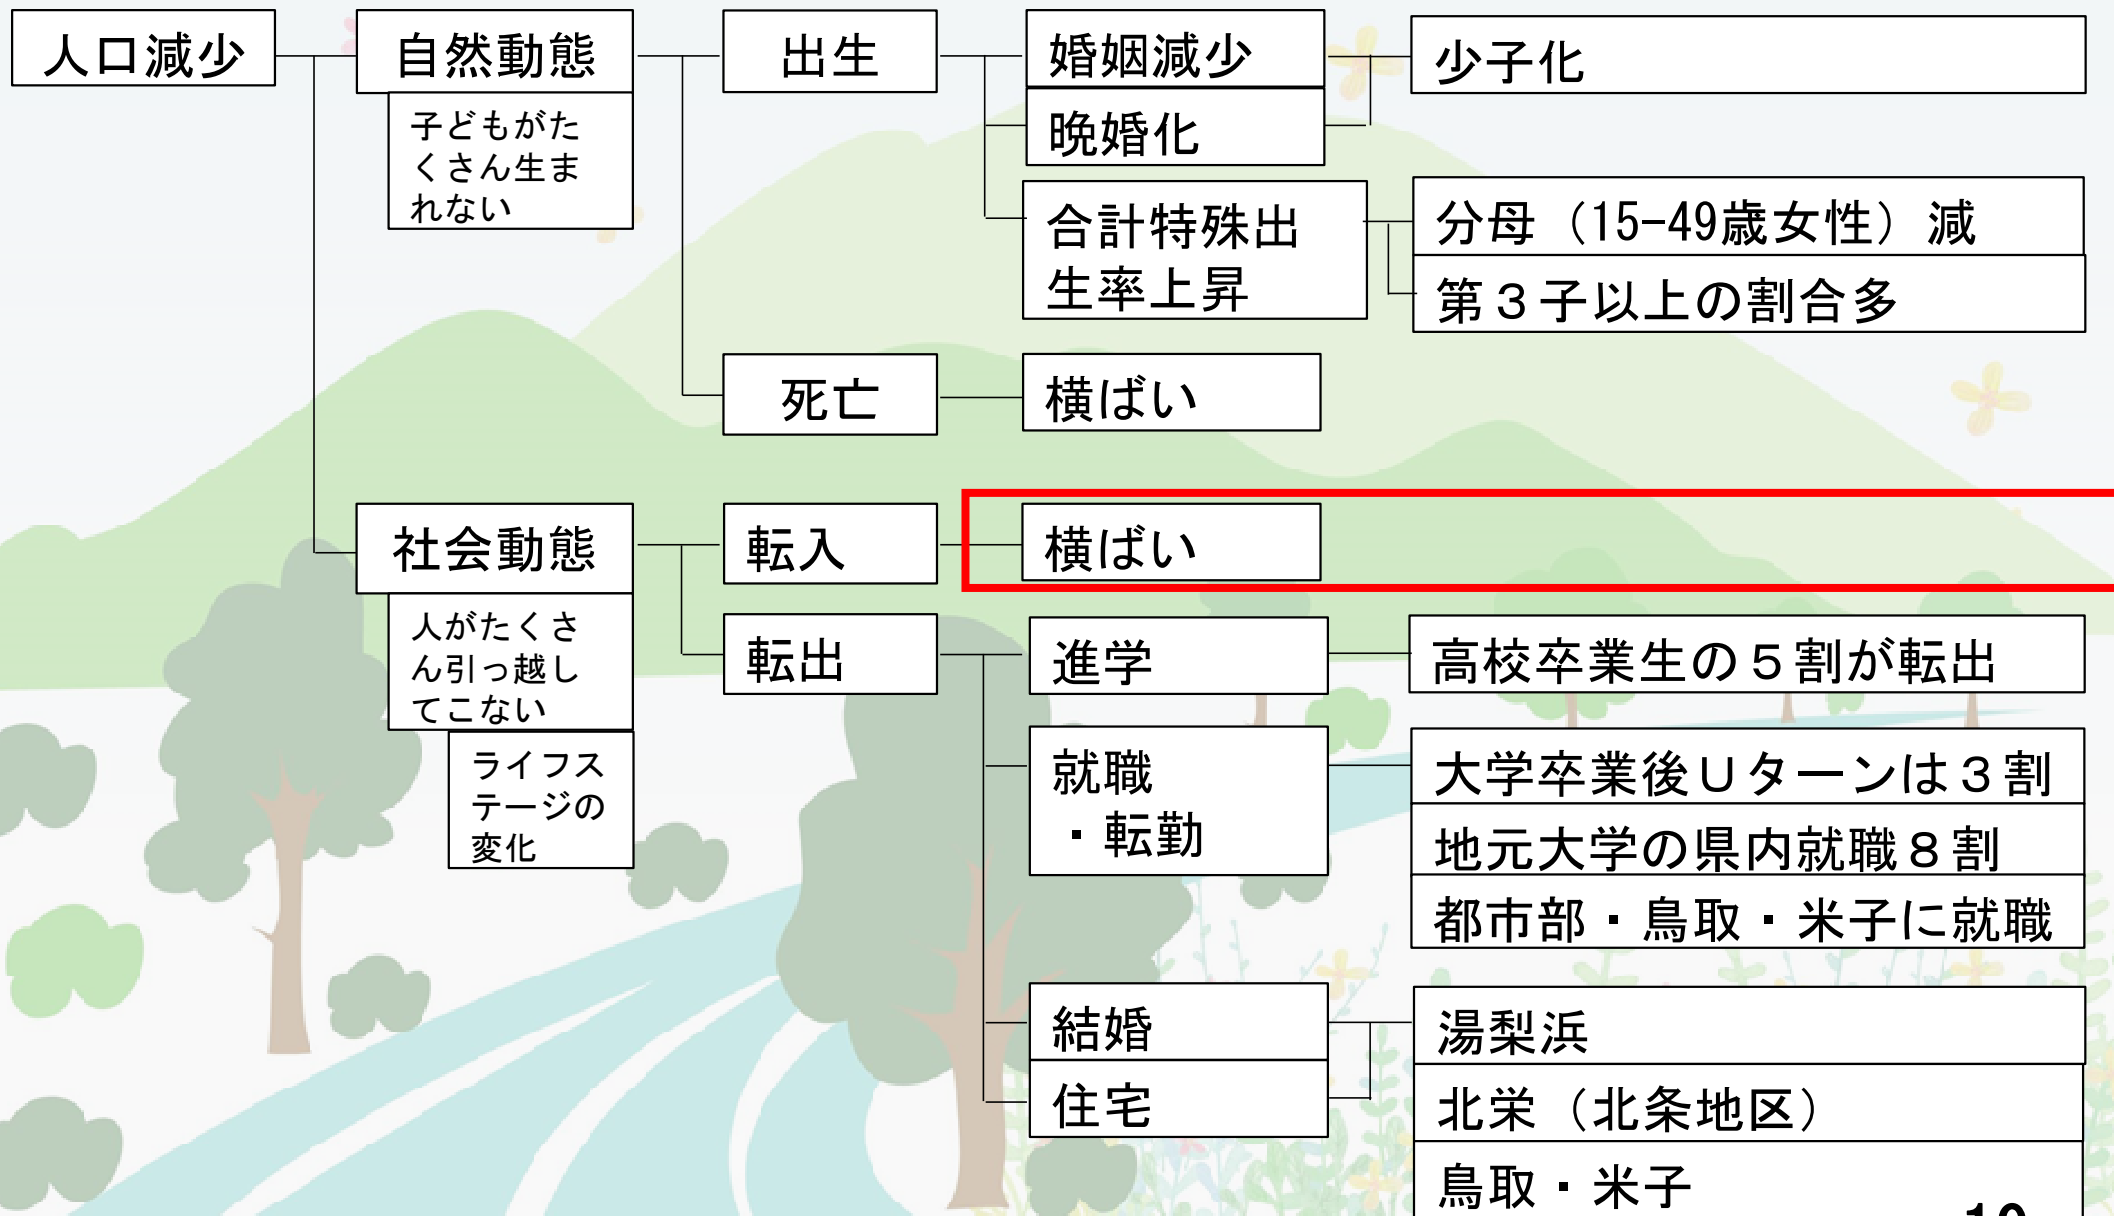 人口減少
自然動態
子どもがた
くさん生ま
れない
出生
婚姻減少
晩婚化
少子化
合計特殊出
生率上昇
分母（15-49歳女性）減
第３子以上の割合多
死亡
横ばい
社会動態
人がたくさ
ん引っ越し
てこない
ライフス
テージの
変化
転入
横ばい
転出
進学
高校卒業生の５割が転出
就職
・転勤
大学卒業後Ｕターンは３割
地元大学の県内就職８割
都市部・鳥取・米子に就職
結婚
住宅
湯梨浜
北栄（北条地区）
鳥取・米子